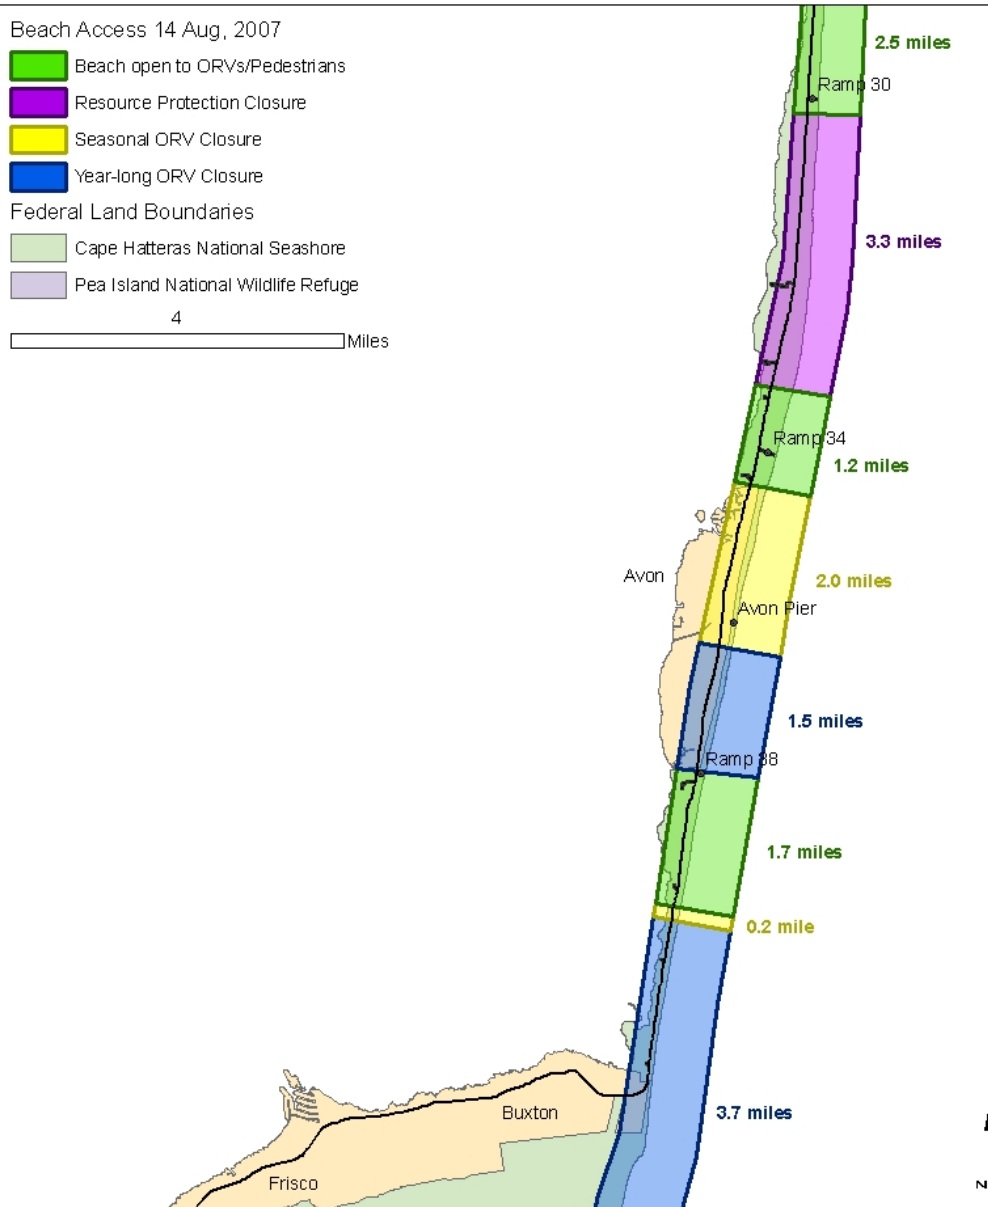 Beach Access 14 Aug, 2007
Beach open to ORVs/Pedestrians
Resource Protection Closure
Seasonal ORV Closure
Year-long ORV Closure
Federal Land Boundaries
Cape Hatteras National Seashore
Pea Island National Wildlife Refuge
4
Miles
2.5 miles
Ramp 30
3.3 miles
Ramp 34
1.2 miles
Avon
2.0 miles
Avon Pier
1.5 miles
Ramp 38
1.7 miles
0.2 mile
3.7 miles
Buxton
Frisco